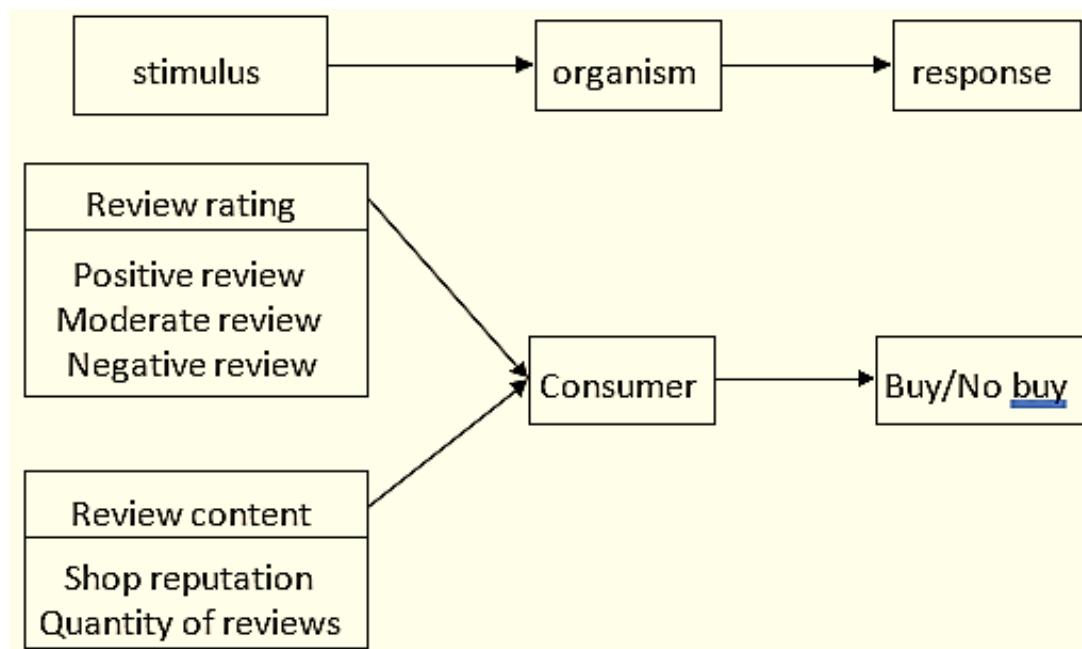 stimulus
organism
response
Review rating
Positive review
Moderate review
Negative review
Consumer
Buy/No buy
Review content
Shop reputation
Quantity of reviews